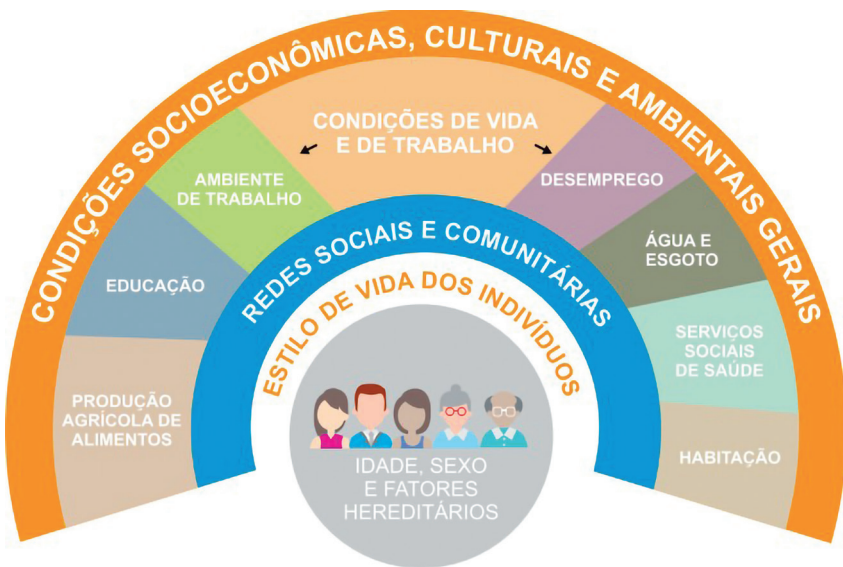 CONDIÇÕES SOCIOECONÔMICAS, CULTURAIS E AMBIENTAIS GERAIS
CONDIÇÕES DE VIDA
E DE TRABALHO
AMBIENTE
DE TRABALHO
DESEMPREGO
EDUCAÇÃO
ÁGUA E
ESGOTO
PRODUÇÃO
AGRÍCOLA DE
ALIMENTOS
SERVIÇOS
SOCIAIS
DE SAÚDE
HABITAÇÃO
REDES SOCIAIS E COMUNITÁRIAS
ESTILO DE VIDA DOS INDIVÍDUOS
IDADE, SEXO
E FATORES
HEREDITÁRIOS